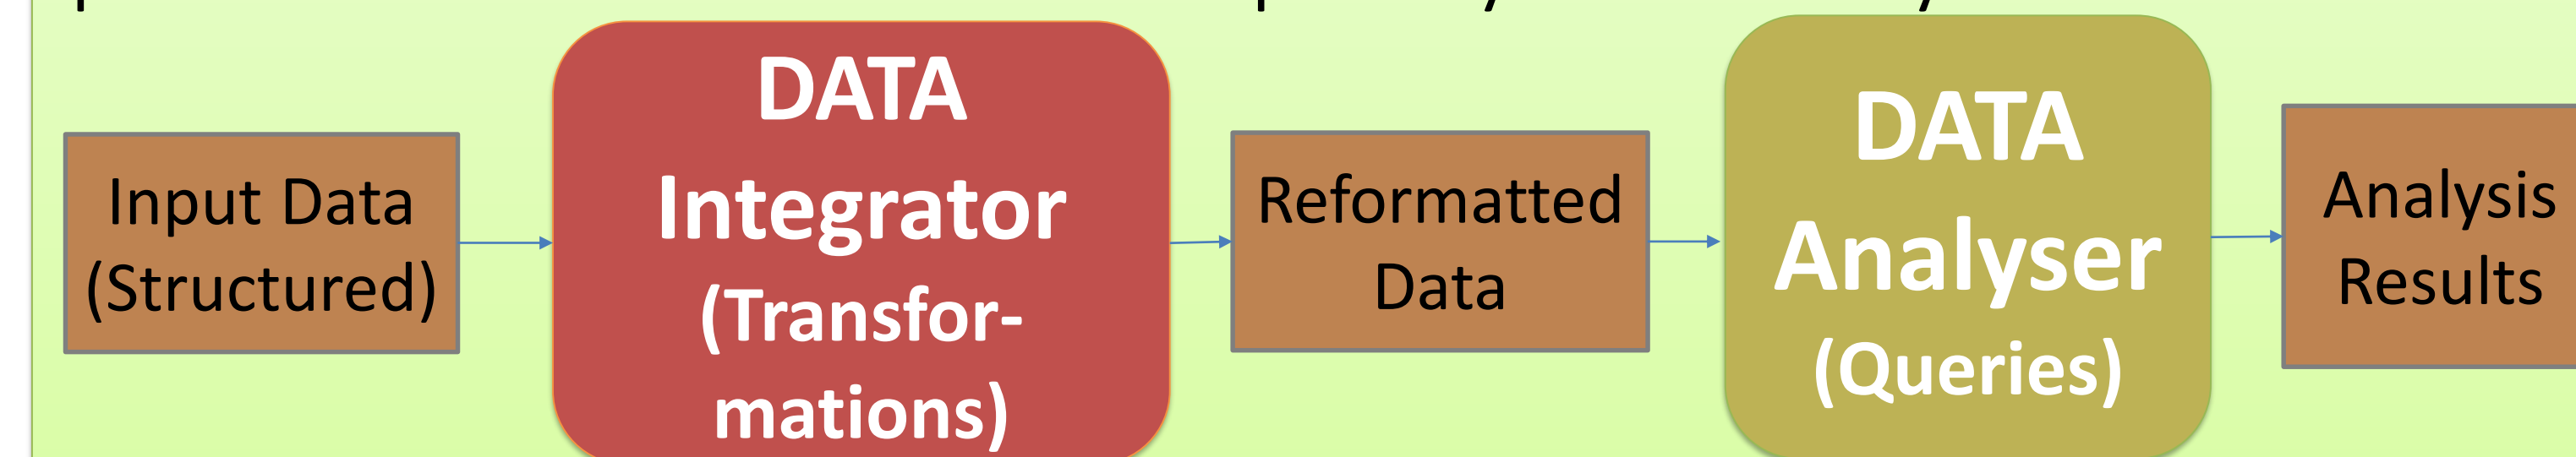 Input Data
(Structured)
DATA
Integrator
(Transfor-
mations)
Reformatted
Data
DATA
Analyser
(Queries)
Analysis
Results